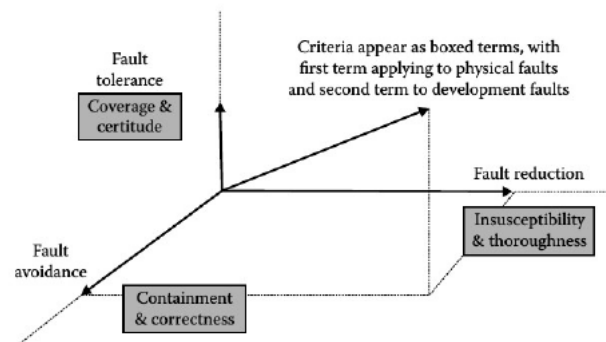 Fault
tolerance
Coverage &
certitude
Criteria appear as boxed terms, with
first term applying to physical faults
and second term to development faults
Fault reduction
Insusceptibility
& thoroughness
Fault
avoidance
Containment
& correctness